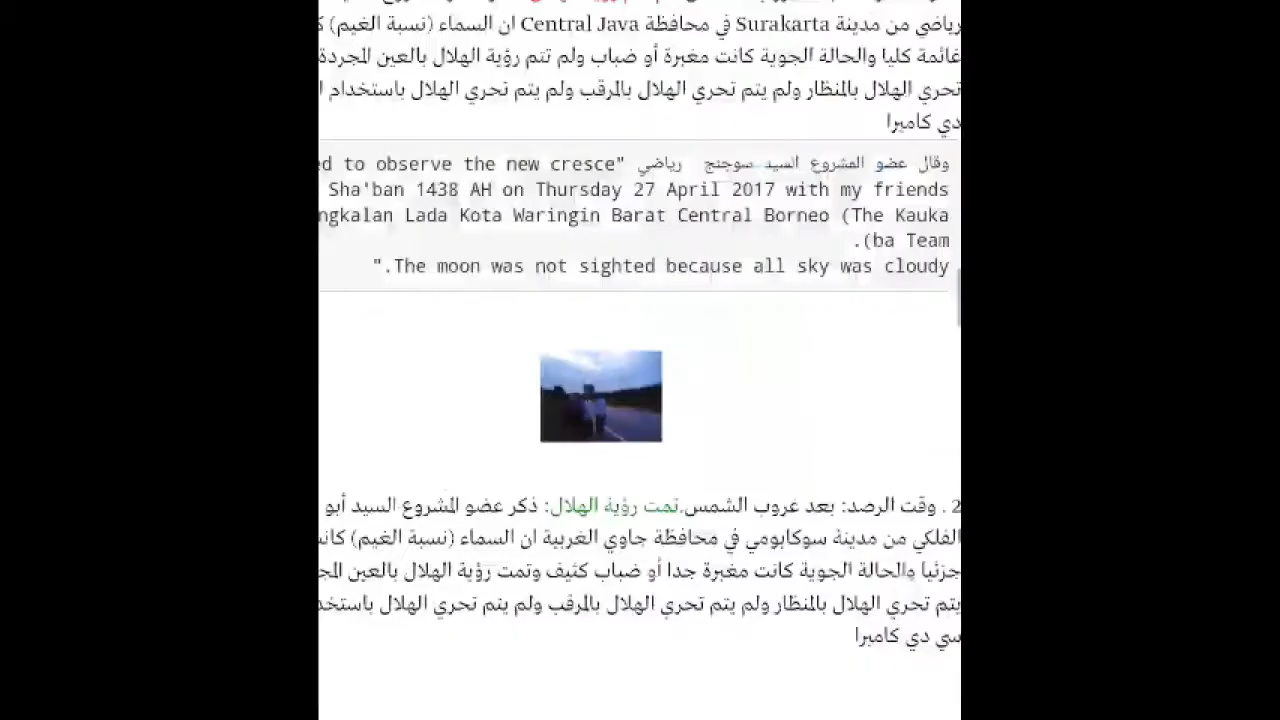 رياضي من مدينة Surakarta في محافظة Central Java ان السماء (نسبة الغيم)
غائمة كليا والحالة الجوية كانت مغبرة أو ضباب ولم تتم رؤية الهلال بالعين المجردة
تحري الهلال بالمنظار ولم يتم تحري الهلال بالمرقب ولم يتم تحري الهلال باستخدام
دي كاميرا
وقال عضو المشروع السيد سوجنج رياضي "ed to observe the new cresce
Sha'ban 1438 AH on Thursday 27 April 2017 with my friends
ngkalan Lada Kota Waringin Barat Central Borneo (The Kauka
ba Team).
The moon was not sighted because all sky was cloudy."
2 . وقت الرصد: بعد غروب الشمس,تمت رؤية الهلال: ذكر عضو المشروع السيد أبو
الفلكي من مدينة سوكابومي في محافظة جاوي الغربية ان السماء (نسبة الغيم)
جزئيا والحالة الجوية كانت مغبرة جدا أو ضباب كثيف وتمت رؤية الهلال بالعين
يتم تحري الهلال بالمنظار ولم يتم تحري الهلال بالمرقب ولم يتم تحري الهلال
سي دي كاميرا